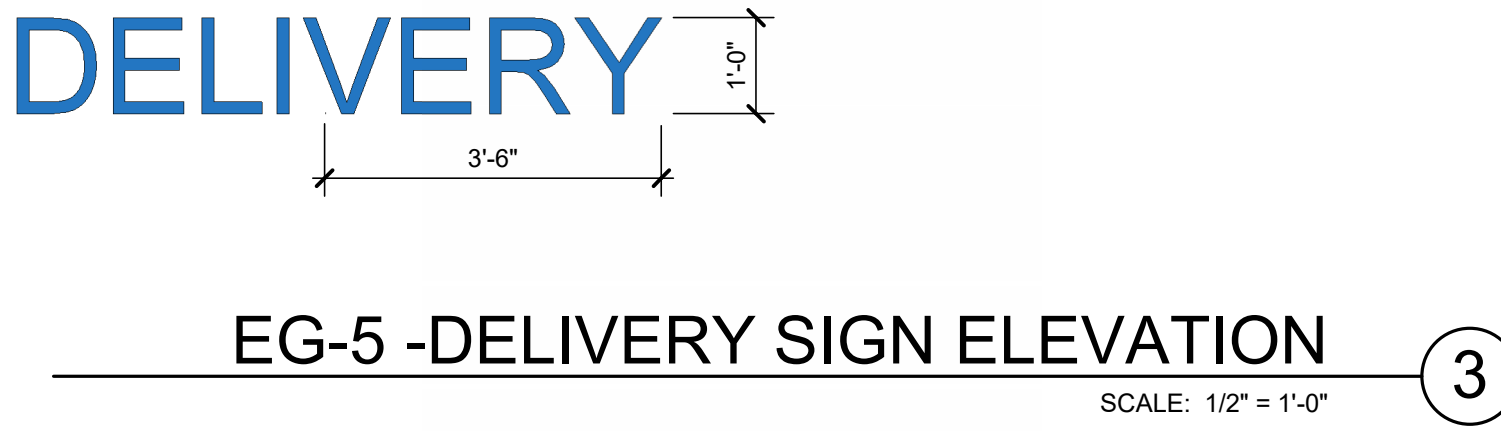 DELIVERY
1'-0"
3'-6"
EG-5 -DELIVERY SIGN ELEVATION
3
SCALE: 1/2" = 1'-0"